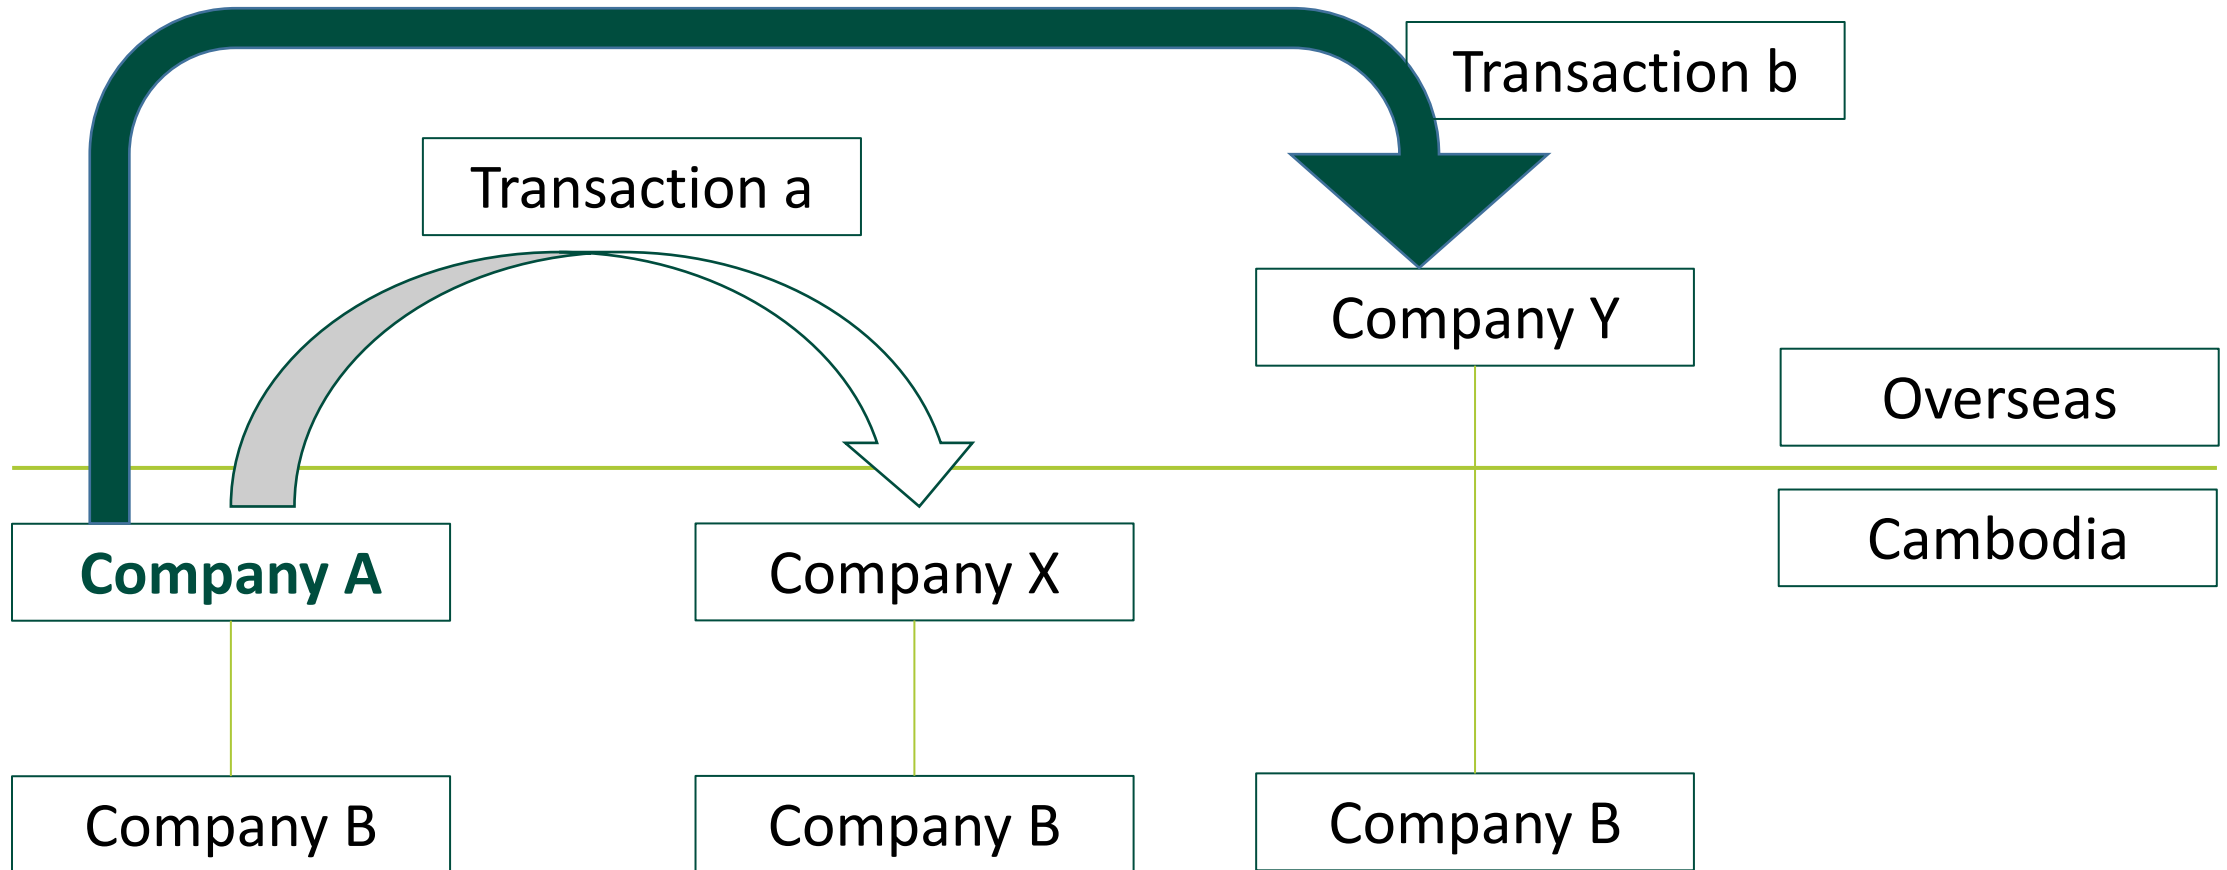 Transaction b
Transaction a
Company Y
Overseas
Cambodia
Company A
Company X
Company B
Company B
Company B